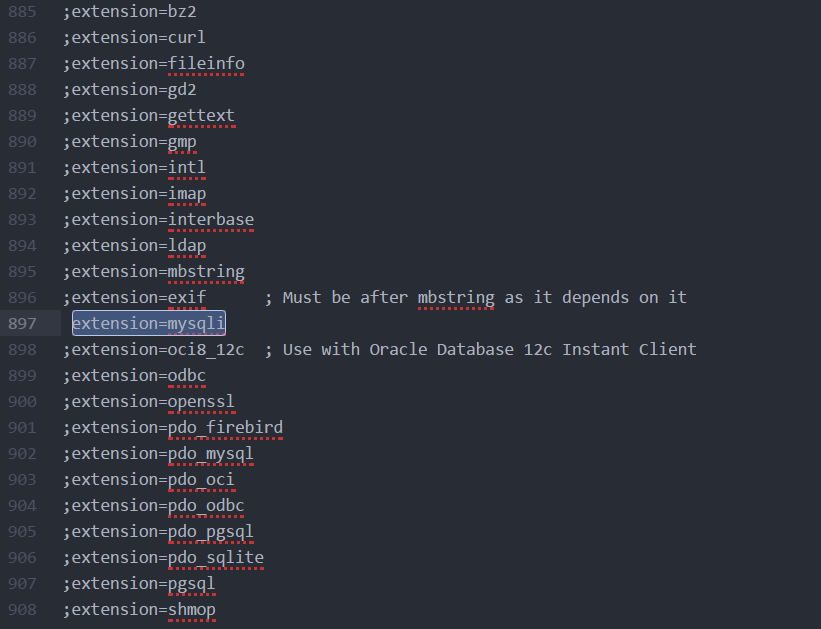 885 ;extension=bz2
886 ;extension=curl
887 ;extension=fileinfo
888 ;extension=gd2
889 ;extension=gettext
890 ;extension=gmp
891 ;extension=intl
892 ;extension=imap
893 ;extension=interbase
894 ;extension=ldap
895 ;extension=mbstring
896 ;extension=exif      ; Must be after mbstring as it depends on it
897 extension=mysqli
898 ;extension=oci8_12c  ; Use with Oracle Database 12c Instant Client
899 ;extension=odbc
900 ;extension=openssl
901 ;extension=pdo_firebird
902 ;extension=pdo_mysql
903 ;extension=pdo_oci
904 ;extension=pdo_odbc
905 ;extension=pdo_pgsql
906 ;extension=pdo_sqlite
907 ;extension=pgsql
908 ;extension=shmop